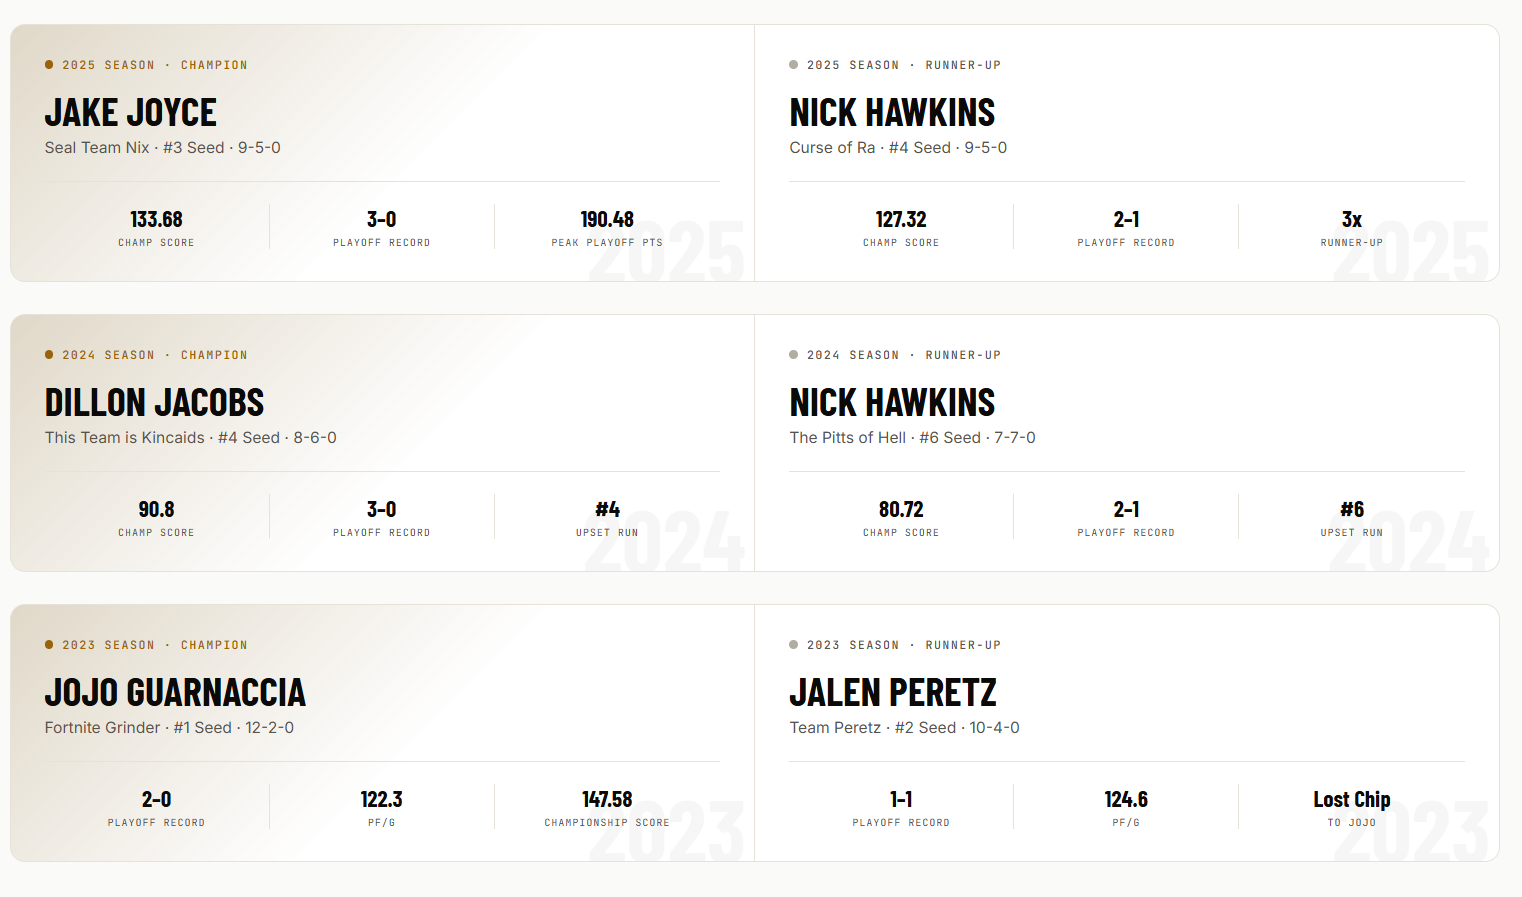 2025 SEASON · CHAMPION
JAKE JOYCE
Seal Team Nix · #3 Seed · 9-5-0
133.68
CHAMP SCORE
3-0
PLAYOFF RECORD
190.48
PEAK PLAYOFF PTS
2025
2025 SEASON · RUNNER-UP
NICK HAWKINS
Curse of Ra · #4 Seed · 9-5-0
127.32
CHAMP SCORE
2-1
PLAYOFF RECORD
3x
RUNNER-UP
2025
2024 SEASON · CHAMPION
DILLON JACOBS
This Team is Kincaids · #4 Seed · 8-6-0
90.8
CHAMP SCORE
3-0
PLAYOFF RECORD
#4
UPSET RUN
2024
2024 SEASON · RUNNER-UP
NICK HAWKINS
The Pitts of Hell · #6 Seed · 7-7-0
80.72
CHAMP SCORE
2-1
PLAYOFF RECORD
#6
UPSET RUN
2024
2023 SEASON · CHAMPION
JOJO GUARNACCIA
Fortnite Grinder · #1 Seed · 12-2-0
2-0
PLAYOFF RECORD
122.3
PF/G
147.58
CHAMPIONSHIP SCORE
2023
2023 SEASON · RUNNER-UP
JALEN PERETZ
Team Peretz · #2 Seed · 10-4-0
1-1
PLAYOFF RECORD
124.6
PF/G
Lost Chip
TO JOJO
2023